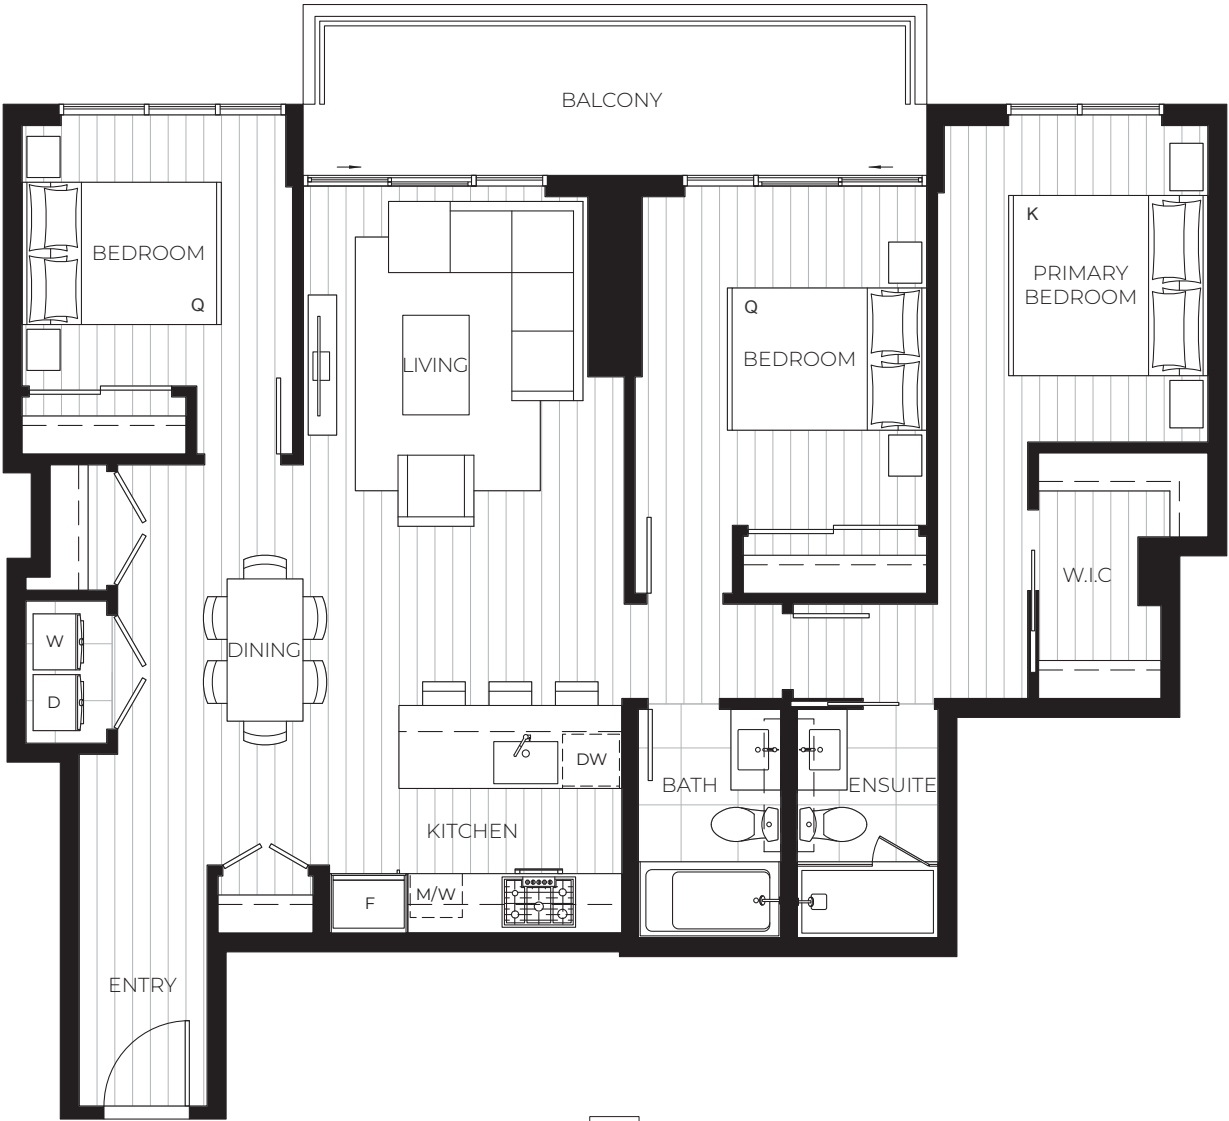 BALCONY
BEDROOM
Q
LIVING
Q
BEDROOM
K
PRIMARY
BEDROOM
W.I.C
W
D
DINING
DW
KITCHEN
BATH
ENSUITE
F
M/W
ENTRY